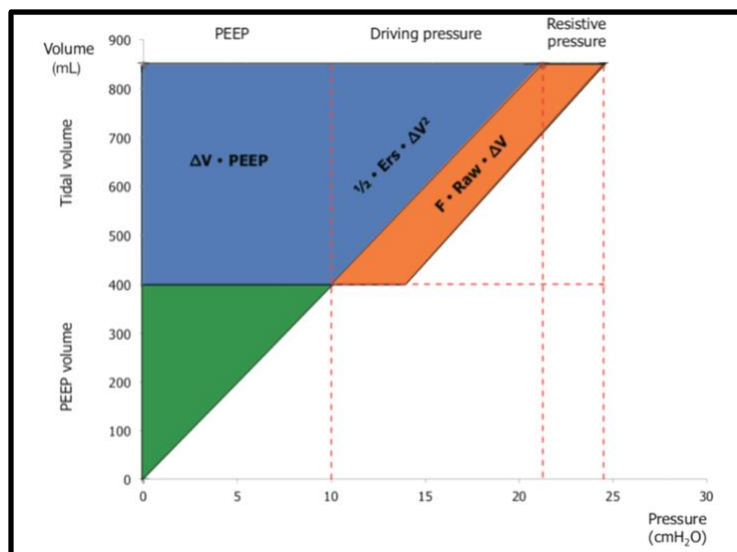 Volume
(mL)
PEEP
Driving pressure
Resistive
pressure
900
800
700
600
500
400
300
200
100
0
Tidal volume
PEEP volume
ΔV • PEEP
½ • Ers • ΔV²
F • Raw • ΔV
0
5
10
15
20
25
30
Pressure
(cmH₂O)